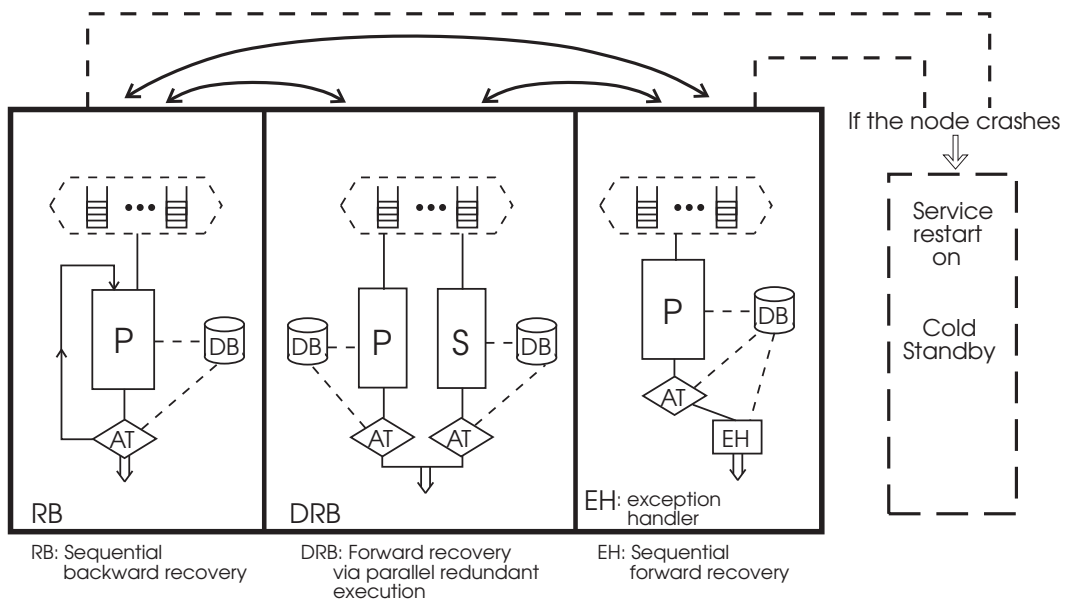 If the node crashes
Service
restart
on
Cold
Standby
P
DB
AT
RB
DB
P
S
DB
AT
AT
DRB
P
DB
AT
EH
EH: exception
handler
RB: Sequential
backward recovery
DRB: Forward recovery
via parallel redundant
execution
EH: Sequential
forward recovery